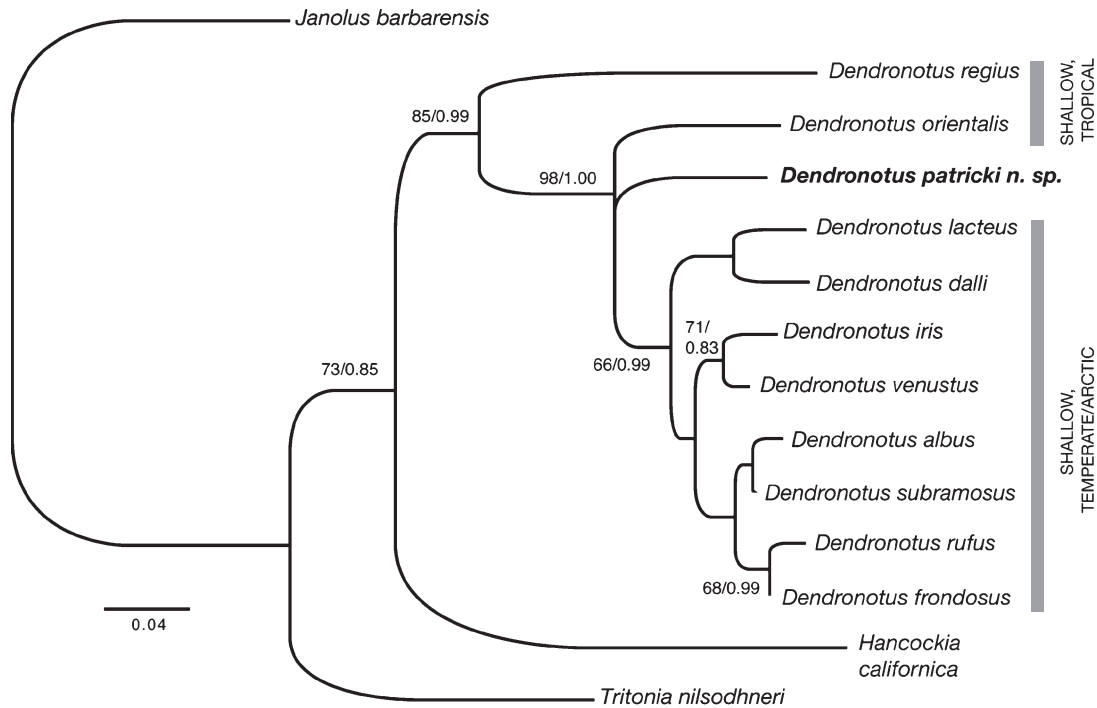 Janolus barbarensis
Dendronotus regius
SHALLOW,
TROPICAL
85/0.99
Dendronotus orientalis
98/1.00
Dendronotus patricki n. sp.
Dendronotus lacteus
Dendronotus dalli
71/
0.83
Dendronotus iris
66/0.99
73/0.85
Dendronotus venustus
SHALLOW,
TEMPERATE/ARCTIC
Dendronotus albus
Dendronotus subramosus
Dendronotus rufus
68/0.99
Dendronotus frondosus
0.04
Hancockia
californica
Tritonia nilsodhneri